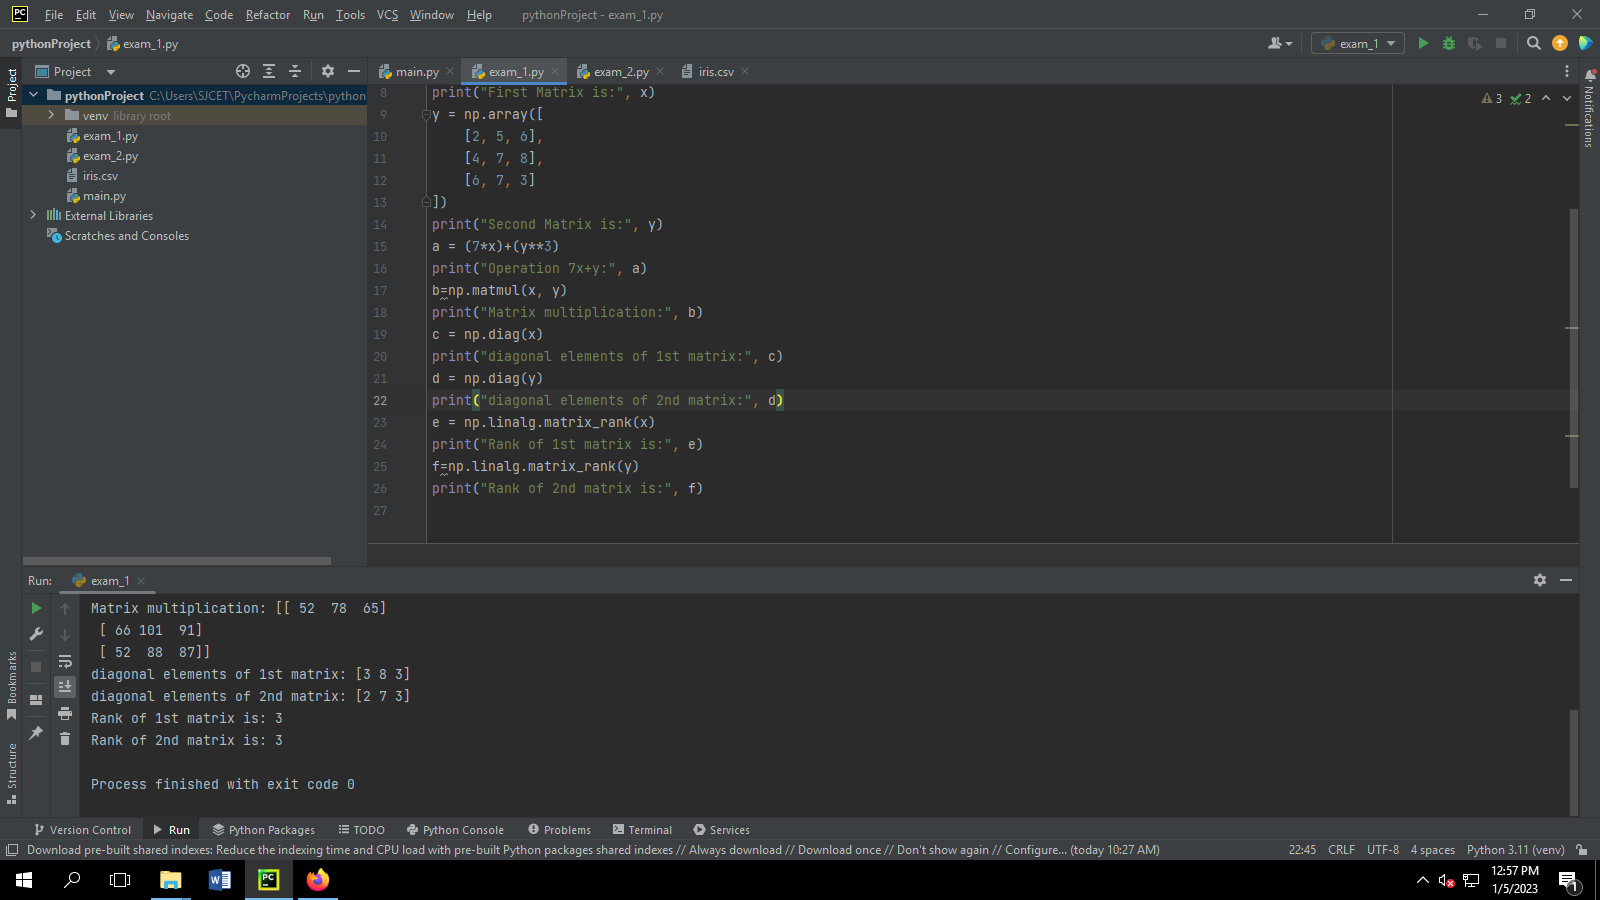 PC File Edit View Navigate Code Refactor Run Tools VCS Window Help pythonProject - exam_1.py
pythonProject exam_1.py exam_1
Project
Project main.py exam_1.py exam_2.py iris.csv
pythonProject C:\Users\SJCET\PycharmProjects\python
venv library root
exam_1.py
exam_2.py
iris.csv
main.py
External Libraries
Scratches and Consoles
3 2
Notifications
8 print("First Matrix is:", x)
9 y = np.array([
10 [2, 5, 6],
11 [4, 7, 8],
12 [6, 7, 3]
13 ])
14 print("Second Matrix is:", y)
15 a = (7*x)+(y**3)
16 print("Operation 7x+y:", a)
17 b=np.matmul(x, y)
18 print("Matrix multiplication:", b)
19 c = np.diag(x)
20 print("diagonal elements of 1st matrix:", c)
21 d = np.diag(y)
22 print("diagonal elements of 2nd matrix:", d)
23 e = np.linalg.matrix_rank(x)
24 print("Rank of 1st matrix is:", e)
25 f=np.linalg.matrix_rank(y)
26 print("Rank of 2nd matrix is:", f)
27
Run: exam_1
Matrix multiplication: [[ 52 78 65]
[ 66 101 91]
[ 52 88 87]]
diagonal elements of 1st matrix: [3 8 3]
diagonal elements of 2nd matrix: [2 7 3]
Rank of 1st matrix is: 3
Rank of 2nd matrix is: 3
Process finished with exit code 0
Bookmarks
Structure
Version Control Run Python Packages TODO Python Console Problems Terminal Services
Download pre-built shared indexes: Reduce the indexing time and CPU load with pre-built Python packages shared indexes // Always download // Download once // Don't show again // Configure... (today 10:27 AM) 22:45 CRLF UTF-8 4 spaces Python 3.11 (venv)
W PC
12:57 PM
1/5/2023
1